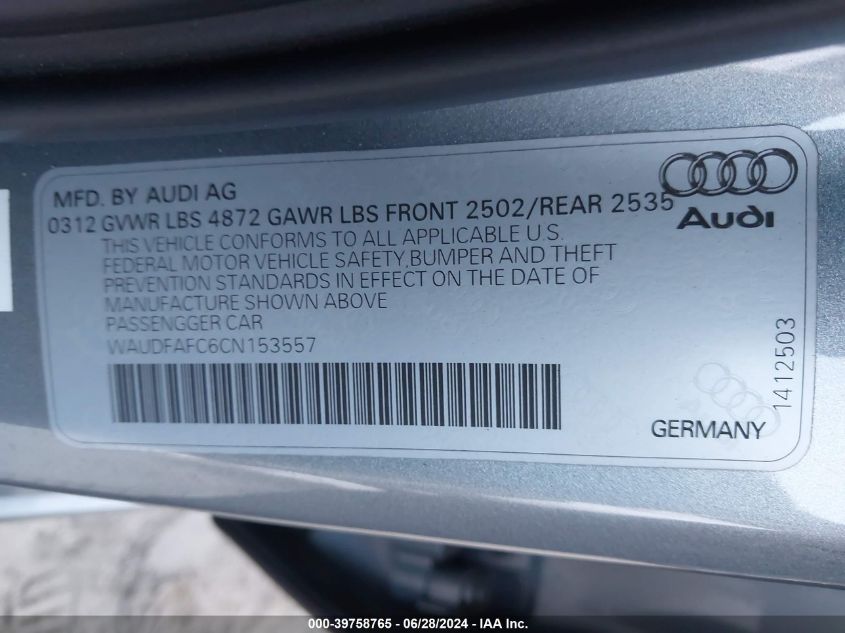 MFD. BY AUDI AG
0312 GVWR LBS 4872 GAWR LBS FRONT 2502/REAR 2535
Audi
THIS VEHICLE CONFORMS TO ALL APPLICABLE U.S.
FEDERAL MOTOR VEHICLE SAFETY,BUMPER AND THEFT
PREVENTION STANDARDS IN EFFECT ON THE DATE OF
MANUFACTURE SHOWN ABOVE
PASSENGGER CAR
WAUDFAFC6CN153557
1412503
GERMANY
000-39758765 - 06/28/2024 - IAA Inc.